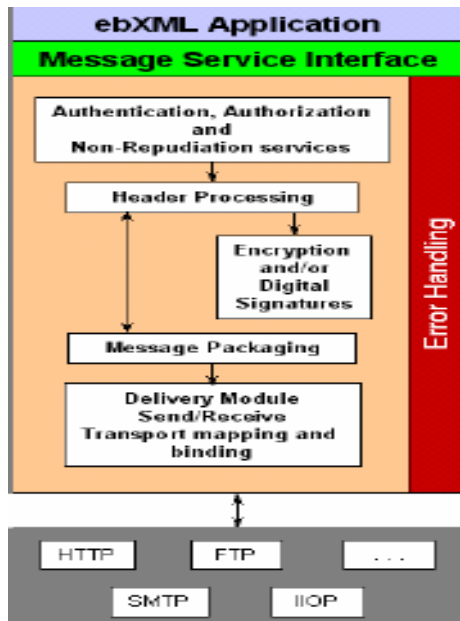 ebXML Application
Message Service Interface
Authentication, Authorization
and
Non-Repudiation services
Header Processing
Encryption
and/or
Digital
Signatures
Message Packaging
Delivery Module
Send/Receive
Transport mapping and
binding
Error Handling
HTTP
FTP
. . .
SMTP
IIOP